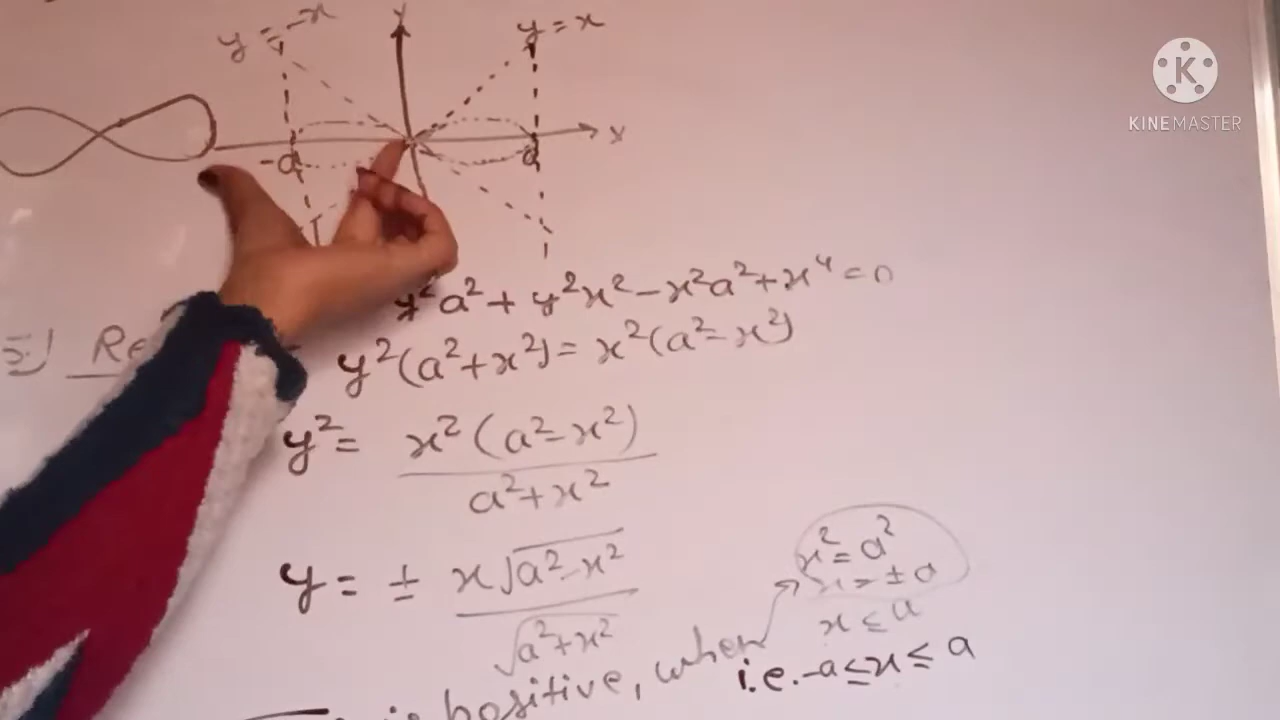 y = -x
Y
y = x
KINEMASTER
X
-a
a
y²a² + y²x² - x²a² + x⁴ = 0
y²(a²+x²) = x²(a²-x²)
y² = x²(a²-x²) / a²+x²
y = ± x√a²-x² / √a²+x²
x² = a²
x = ± a
x ≤ a
is positive, when
i.e. -a ≤ x ≤ a